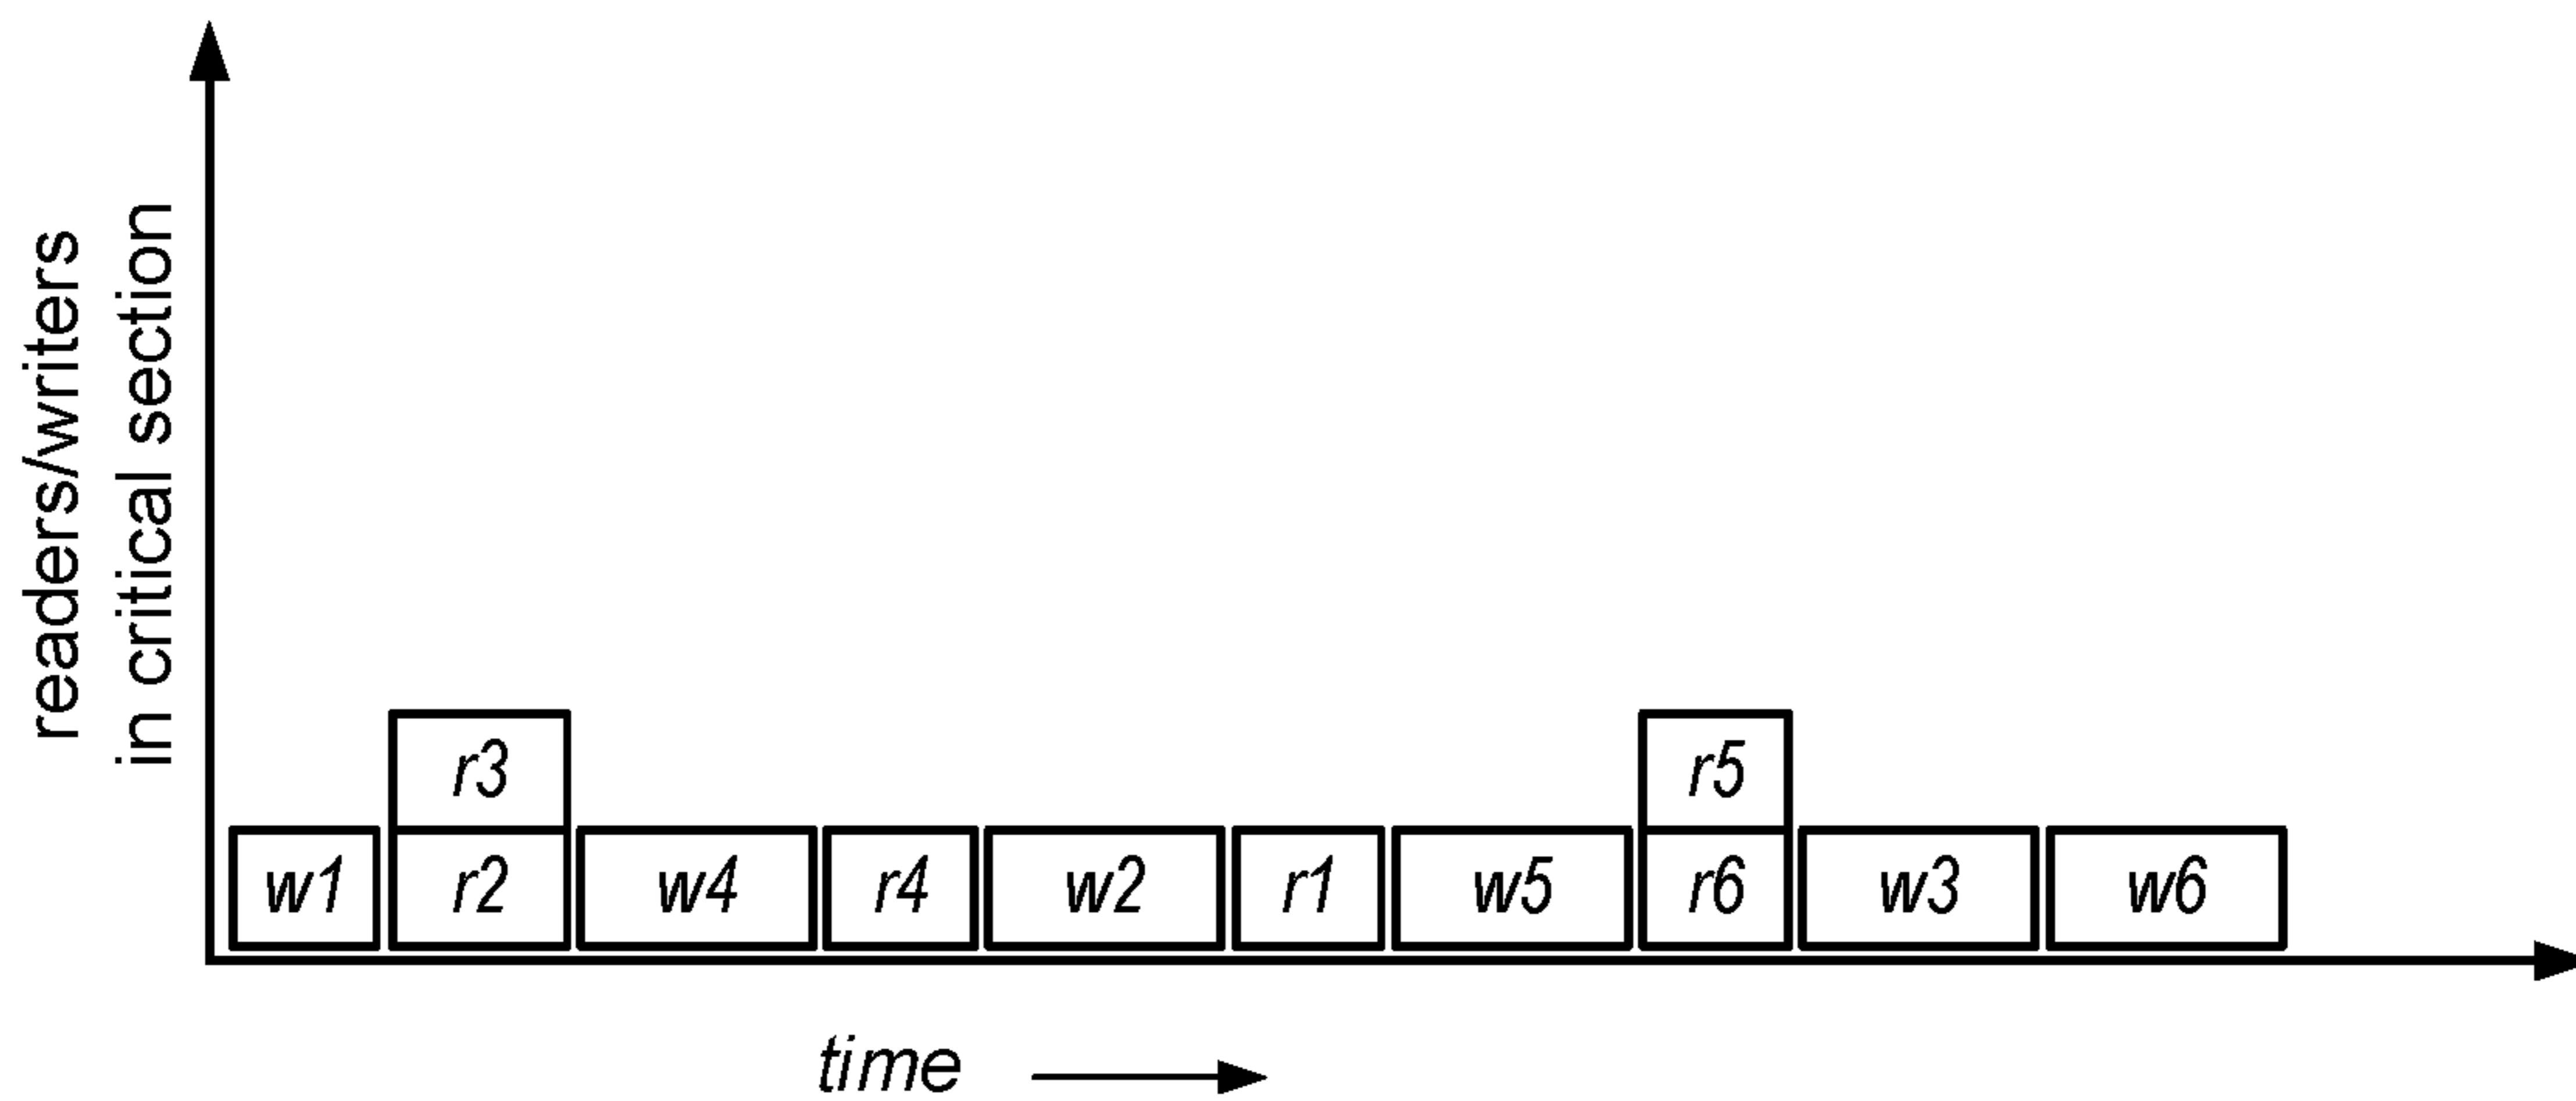 readers/writers
in critical section
r3
r5
w1
r2
w4
r4
w2
r1
w5
r6
w3
w6
time